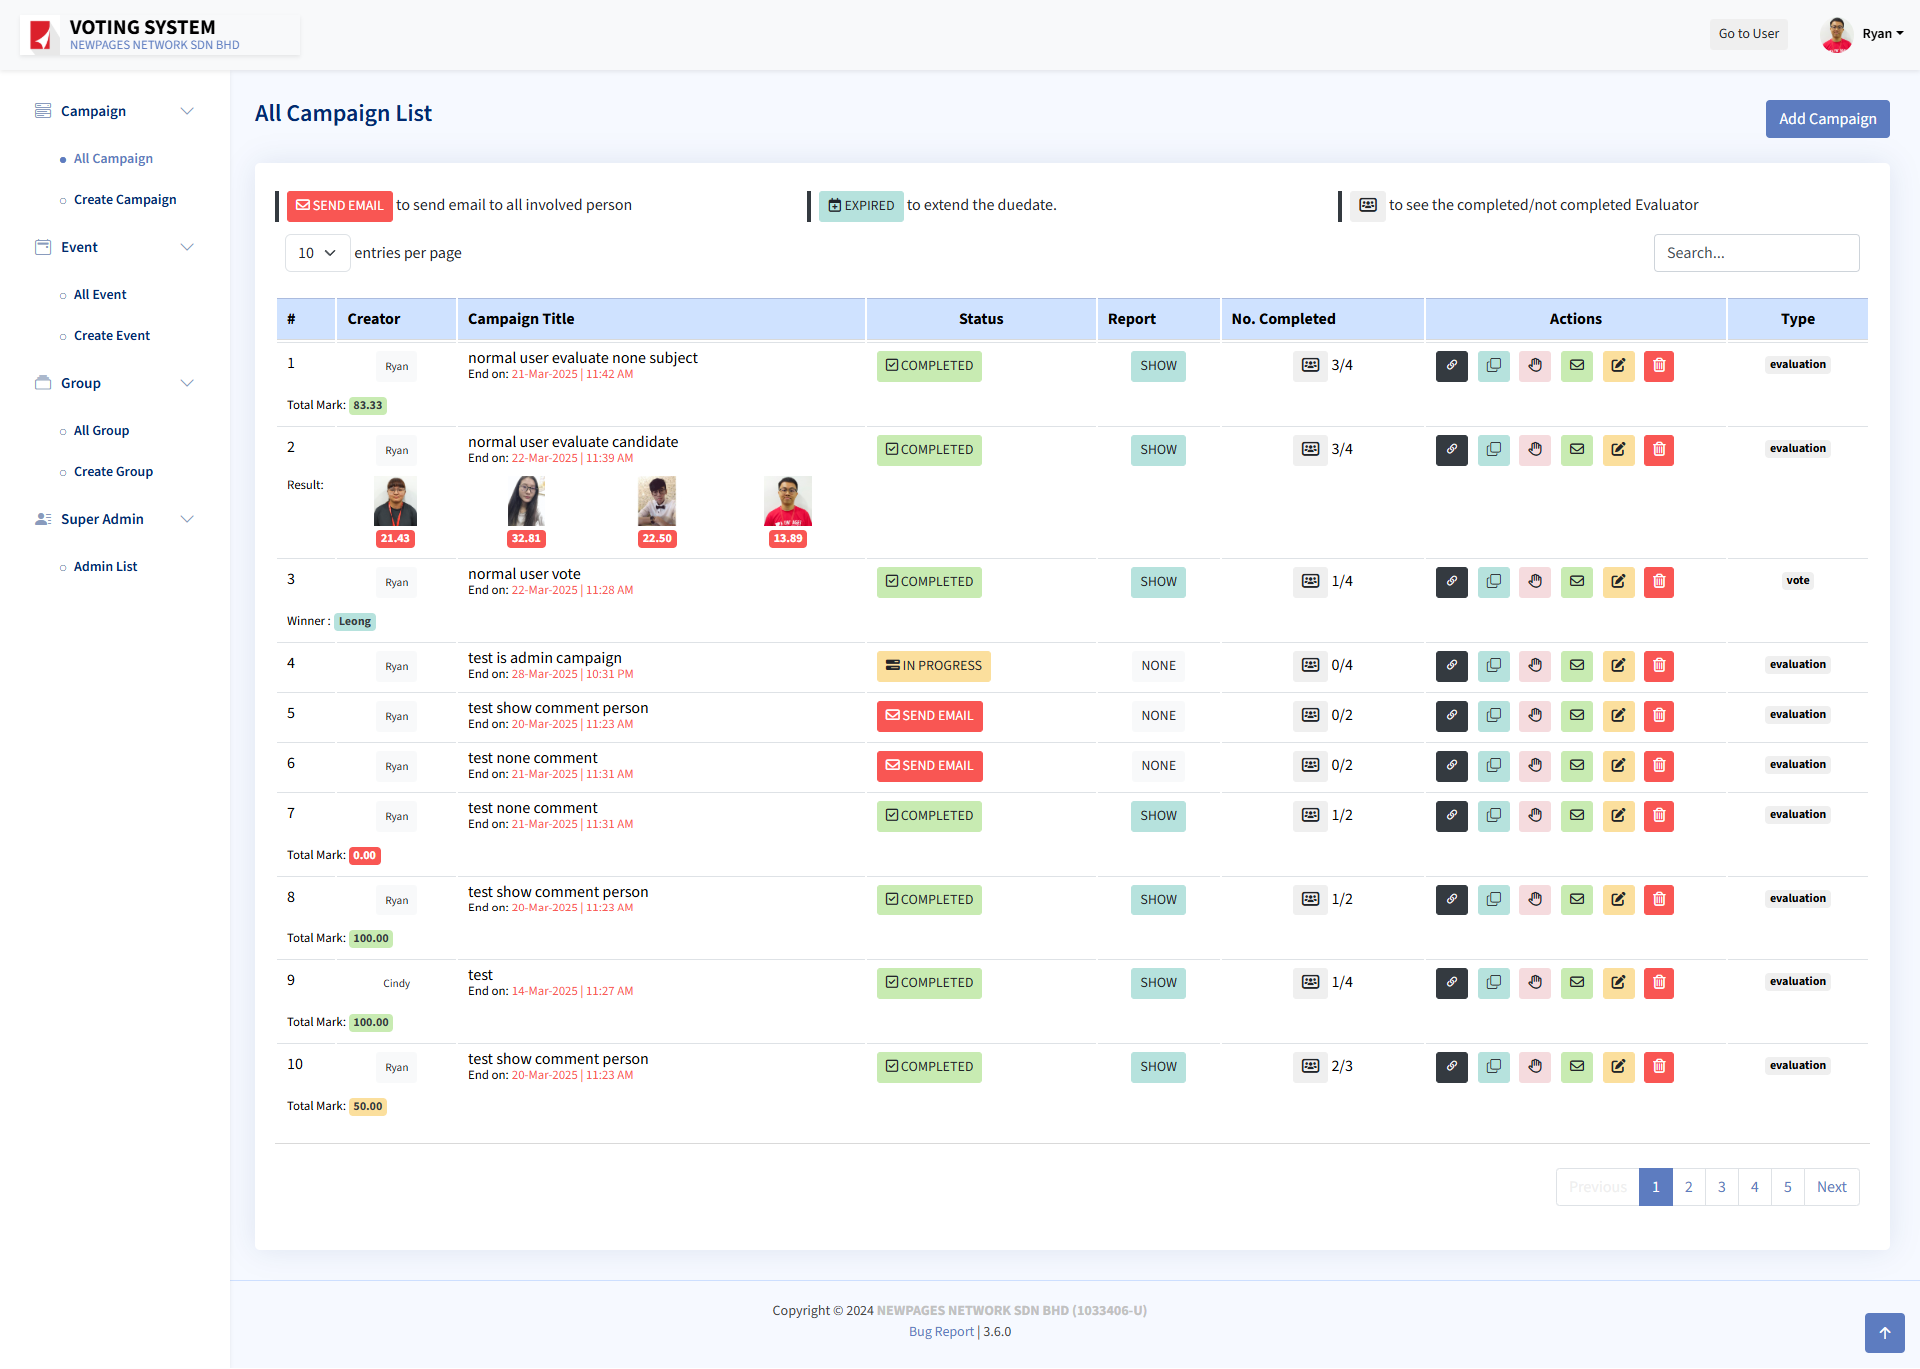 VOTING SYSTEM
NEWPAGES NETWORK SDN BHD
Go to User
Ryan
Campaign
All Campaign
Create Campaign
Event
All Event
Create Event
Group
All Group
Create Group
Super Admin
Admin List
All Campaign List
Add Campaign
SEND EMAIL to send email to all involved person
EXPIRED to extend the duedate.
to see the completed/not completed Evaluator
10 entries per page
Search...
# Creator Campaign Title Status Report No. Completed Actions Type
1 Ryan normal user evaluate none subject COMPLETED SHOW 3/4 evaluation
End on: 21-Mar-2025 | 11:42 AM
Total Mark: 83.33
2 Ryan normal user evaluate candidate COMPLETED SHOW 3/4 evaluation
End on: 22-Mar-2025 | 11:39 AM
Result:
21.43 32.81 22.50 13.89
3 Ryan normal user vote COMPLETED SHOW 1/4 vote
End on: 22-Mar-2025 | 11:28 AM
Winner : Leong
4 Ryan test is admin campaign IN PROGRESS NONE 0/4 evaluation
End on: 28-Mar-2025 | 10:31 PM
5 Ryan test show comment person SEND EMAIL NONE 0/2 evaluation
End on: 20-Mar-2025 | 11:23 AM
6 Ryan test none comment SEND EMAIL NONE 0/2 evaluation
End on: 21-Mar-2025 | 11:31 AM
7 Ryan test none comment COMPLETED SHOW 1/2 evaluation
End on: 21-Mar-2025 | 11:31 AM
Total Mark: 0.00
8 Ryan test show comment person COMPLETED SHOW 1/2 evaluation
End on: 20-Mar-2025 | 11:23 AM
Total Mark: 100.00
9 Cindy test COMPLETED SHOW 1/4 evaluation
End on: 14-Mar-2025 | 11:27 AM
Total Mark: 100.00
10 Ryan test show comment person COMPLETED SHOW 2/3 evaluation
End on: 20-Mar-2025 | 11:23 AM
Total Mark: 50.00
Previous 1 2 3 4 5 Next
Copyright © 2024 NEWPAGES NETWORK SDN BHD (1033406-U)
Bug Report | 3.6.0